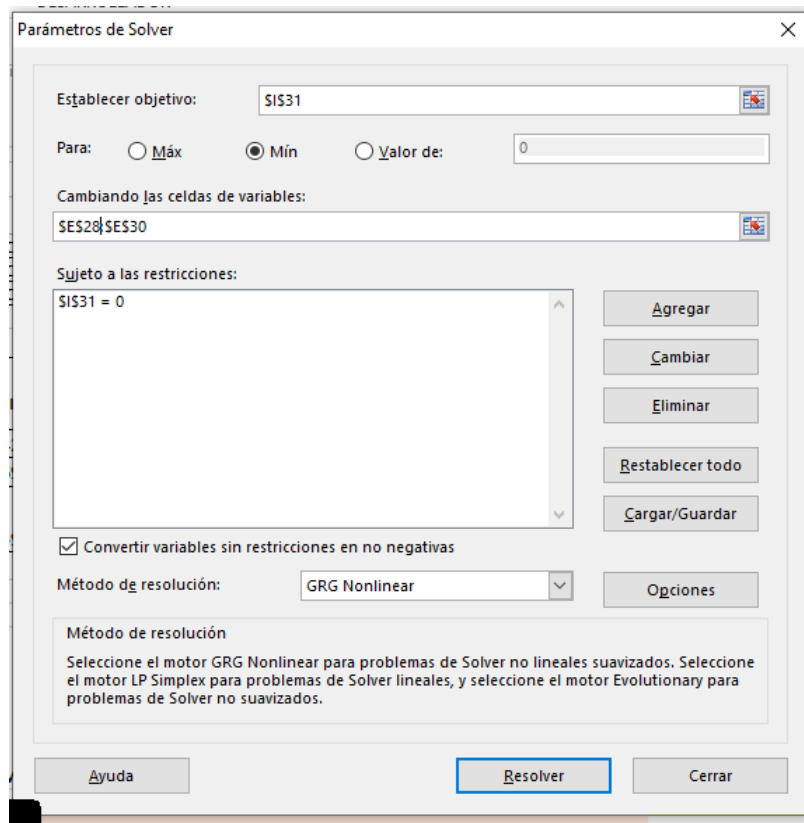 Parámetros de Solver
Establecer objetivo: $I$31
Para: Máx Mín Valor de: 0
Cambiando las celdas de variables:
$E$28;$E$30
Sujeto a las restricciones:
$I$31 = 0
Agregar
Cambiar
Eliminar
Restablecer todo
Cargar/Guardar
Convertir variables sin restricciones en no negativas
Método de resolución: GRG Nonlinear Opciones
Método de resolución
Seleccione el motor GRG Nonlinear para problemas de Solver no lineales suavizados. Seleccione
el motor LP Simplex para problemas de Solver lineales, y seleccione el motor Evolutionary para
problemas de Solver no suavizados.
Ayuda Resolver Cerrar